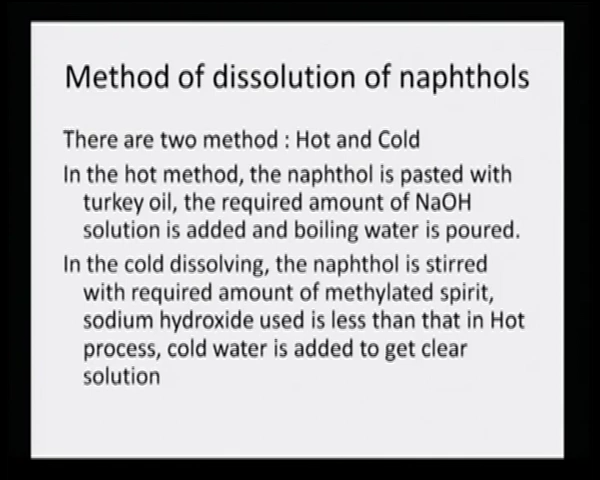 Method of dissolution of naphthols
There are two method : Hot and Cold
In the hot method, the naphthol is pasted with
turkey oil, the required amount of NaOH
solution is added and boiling water is poured.
In the cold dissolving, the naphthol is stirred
with required amount of methylated spirit,
sodium hydroxide used is less than that in Hot
process, cold water is added to get clear
solution